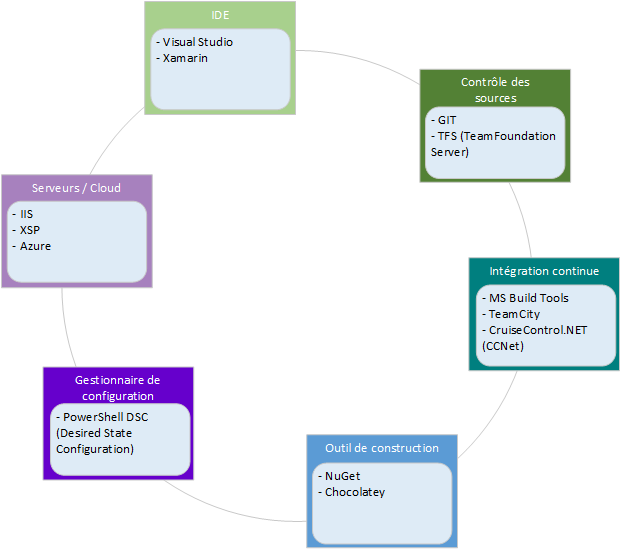 IDE
- Visual Studio
- Xamarin
Contrôle des
sources
- GIT
- TFS (TeamFoundation
Server)
Intégration continue
- MS Build Tools
- TeamCity
- CruiseControl.NET
(CCNet)
Outil de construction
- NuGet
- Chocolatey
Gestionnaire de
configuration
- PowerShell DSC
(Desired State
Configuration)
Serveurs / Cloud
- IIS
- XSP
- Azure